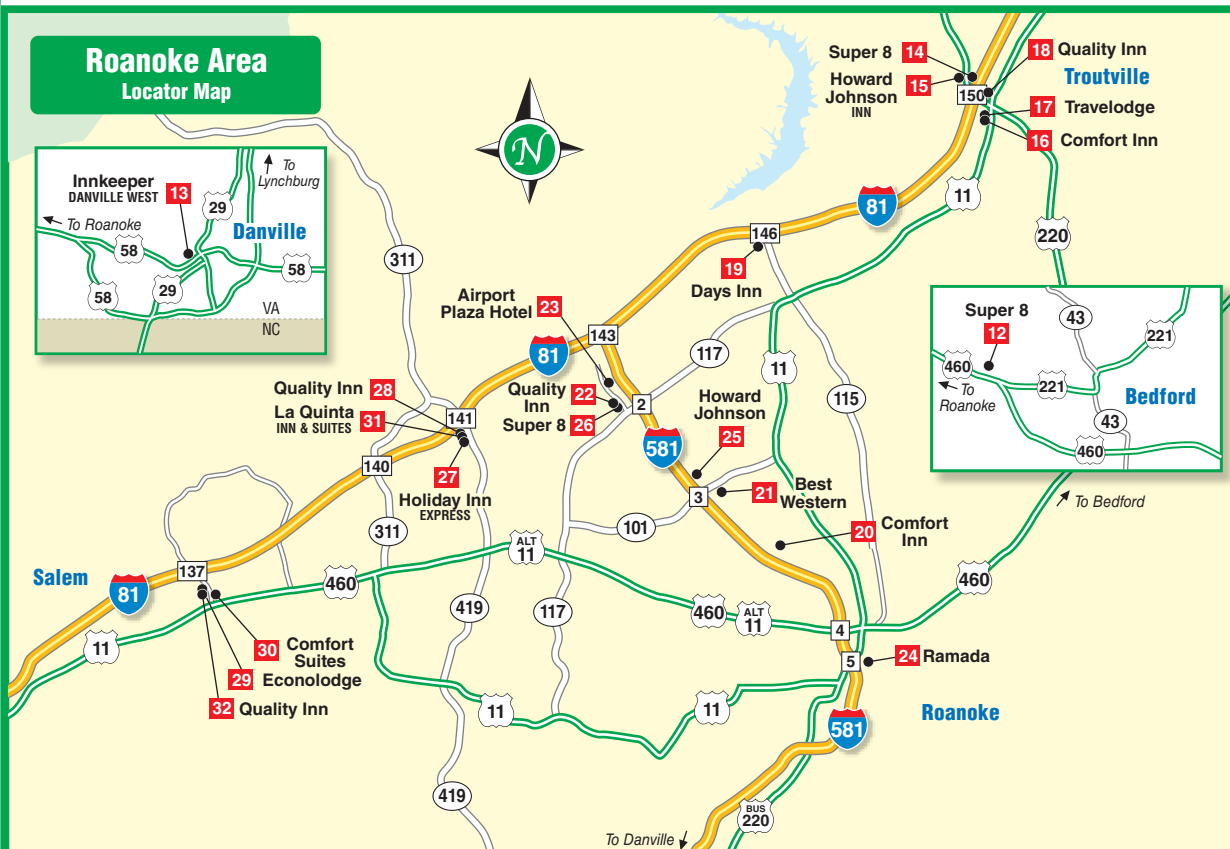 Roanoke Area
Locator Map
N
Super 8 14
Howard
Johnson
INN
15
150
18 Quality Inn
Troutville
17 Travelodge
16 Comfort Inn
81
11
220
146
19
Days Inn
Innkeeper
DANVILLE WEST
13
To
Lynchburg
29
To Roanoke
58
Danville
58
58
29
VA
NC
311
Airport
Plaza Hotel
23
143
81
117
11
115
Super 8
12
43
460
221
221
To
Roanoke
Bedford
43
460
To Bedford
Quality Inn 28
La Quinta
INN & SUITES
31
141
140
27
Holiday Inn
EXPRESS
Quality
Inn
22
Super 8 26
2
581
Howard
Johnson
25
3
21 Best
Western
101
20 Comfort
Inn
311
ALT
11
Salem
81
137
460
11
419
117
460
ALT
11
460
4
5
24 Ramada
30 Comfort
Suites
29 Econolodge
32 Quality Inn
11
11
Roanoke
581
419
BUS
220
To Danville